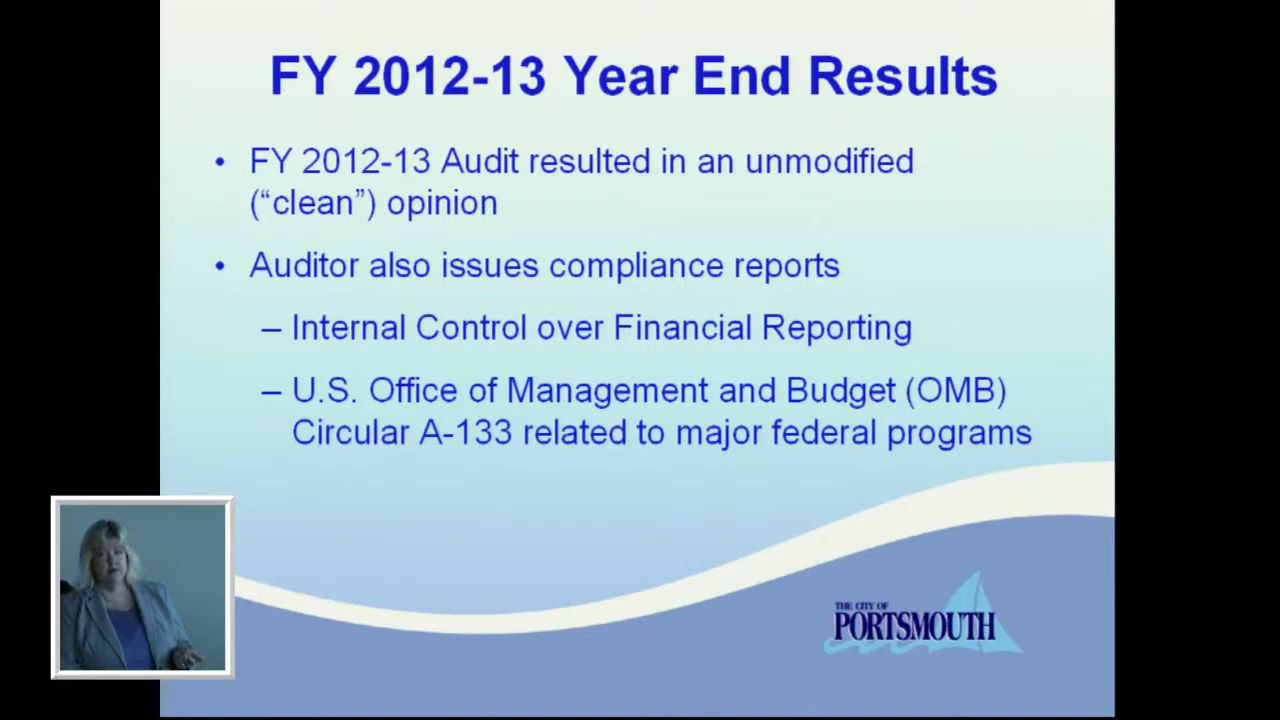 FY 2012-13 Year End Results
• FY 2012-13 Audit resulted in an unmodified
(“clean”) opinion
• Auditor also issues compliance reports
– Internal Control over Financial Reporting
– U.S. Office of Management and Budget (OMB)
Circular A-133 related to major federal programs
THE CITY OF
PORTSMOUTH